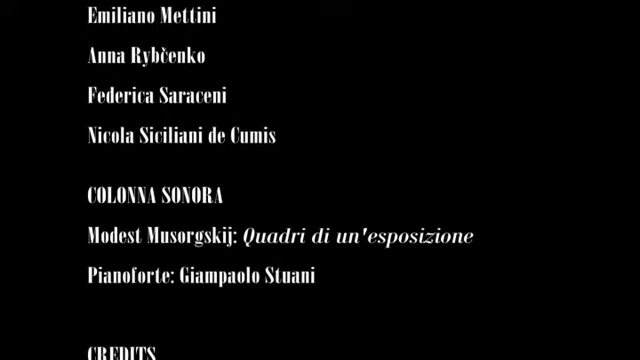 Emiliano Mettini
Anna Rybčenko
Federica Saraceni
Nicola Siciliani de Cumis
COLONNA SONORA
Modest Musorgskij: Quadri di un'esposizione
Pianoforte: Giampaolo Stuani
CREDITS